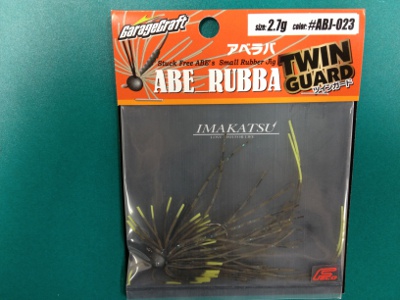 GarageCraft
size: 2.7g color: #ABJ-023
アベラバ
Stuck Free ABE's Small Rubber Jig
ABE RUBBA
TWIN
GUARD
ツインガード
IMAKATSU